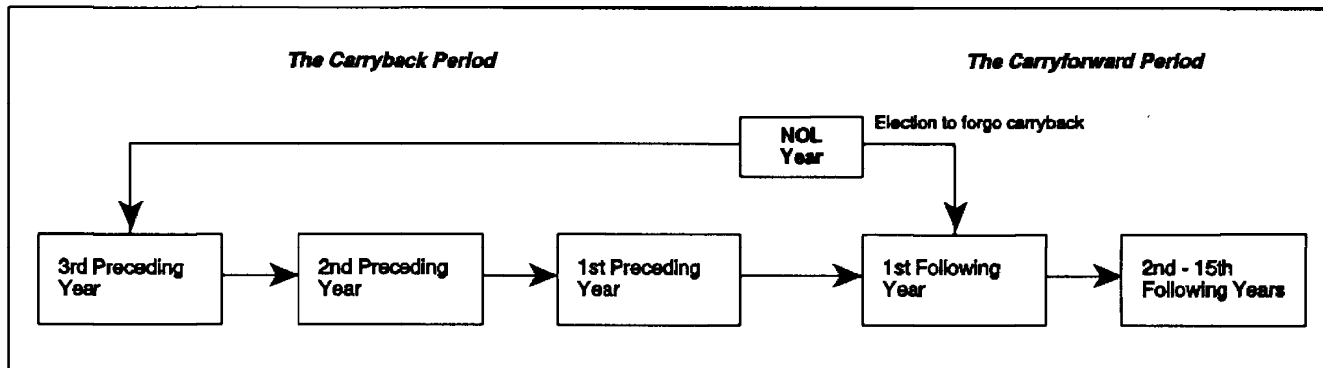 The Carryback Period
The Carryforward Period
NOL
Year
Election to forgo carryback
3rd Preceding
Year
2nd Preceding
Year
1st Preceding
Year
1st Following
Year
2nd - 15th
Following Years